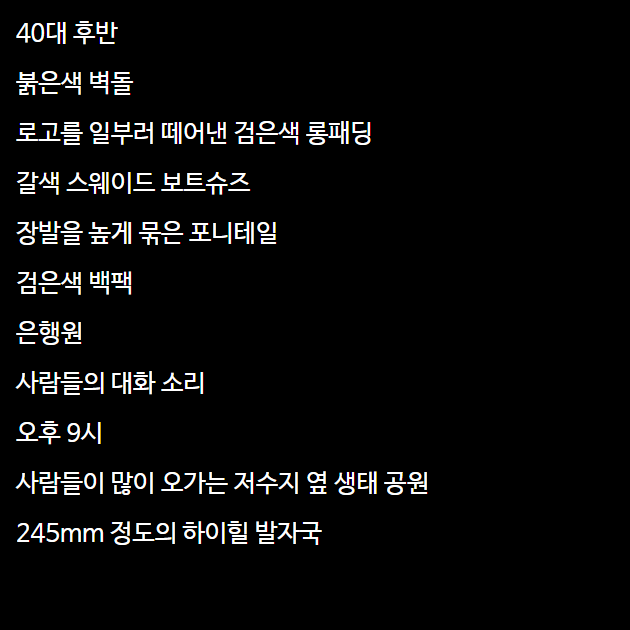 40대 후반
붉은색 벽돌
로고를 일부러 떼어낸 검은색 롱패딩
갈색 스웨이드 보트슈즈
장발을 높게 묶은 포니테일
검은색 백팩
은행원
사람들의 대화 소리
오후 9시
사람들이 많이 오가는 저수지 옆 생태 공원
245mm 정도의 하이힐 발자국